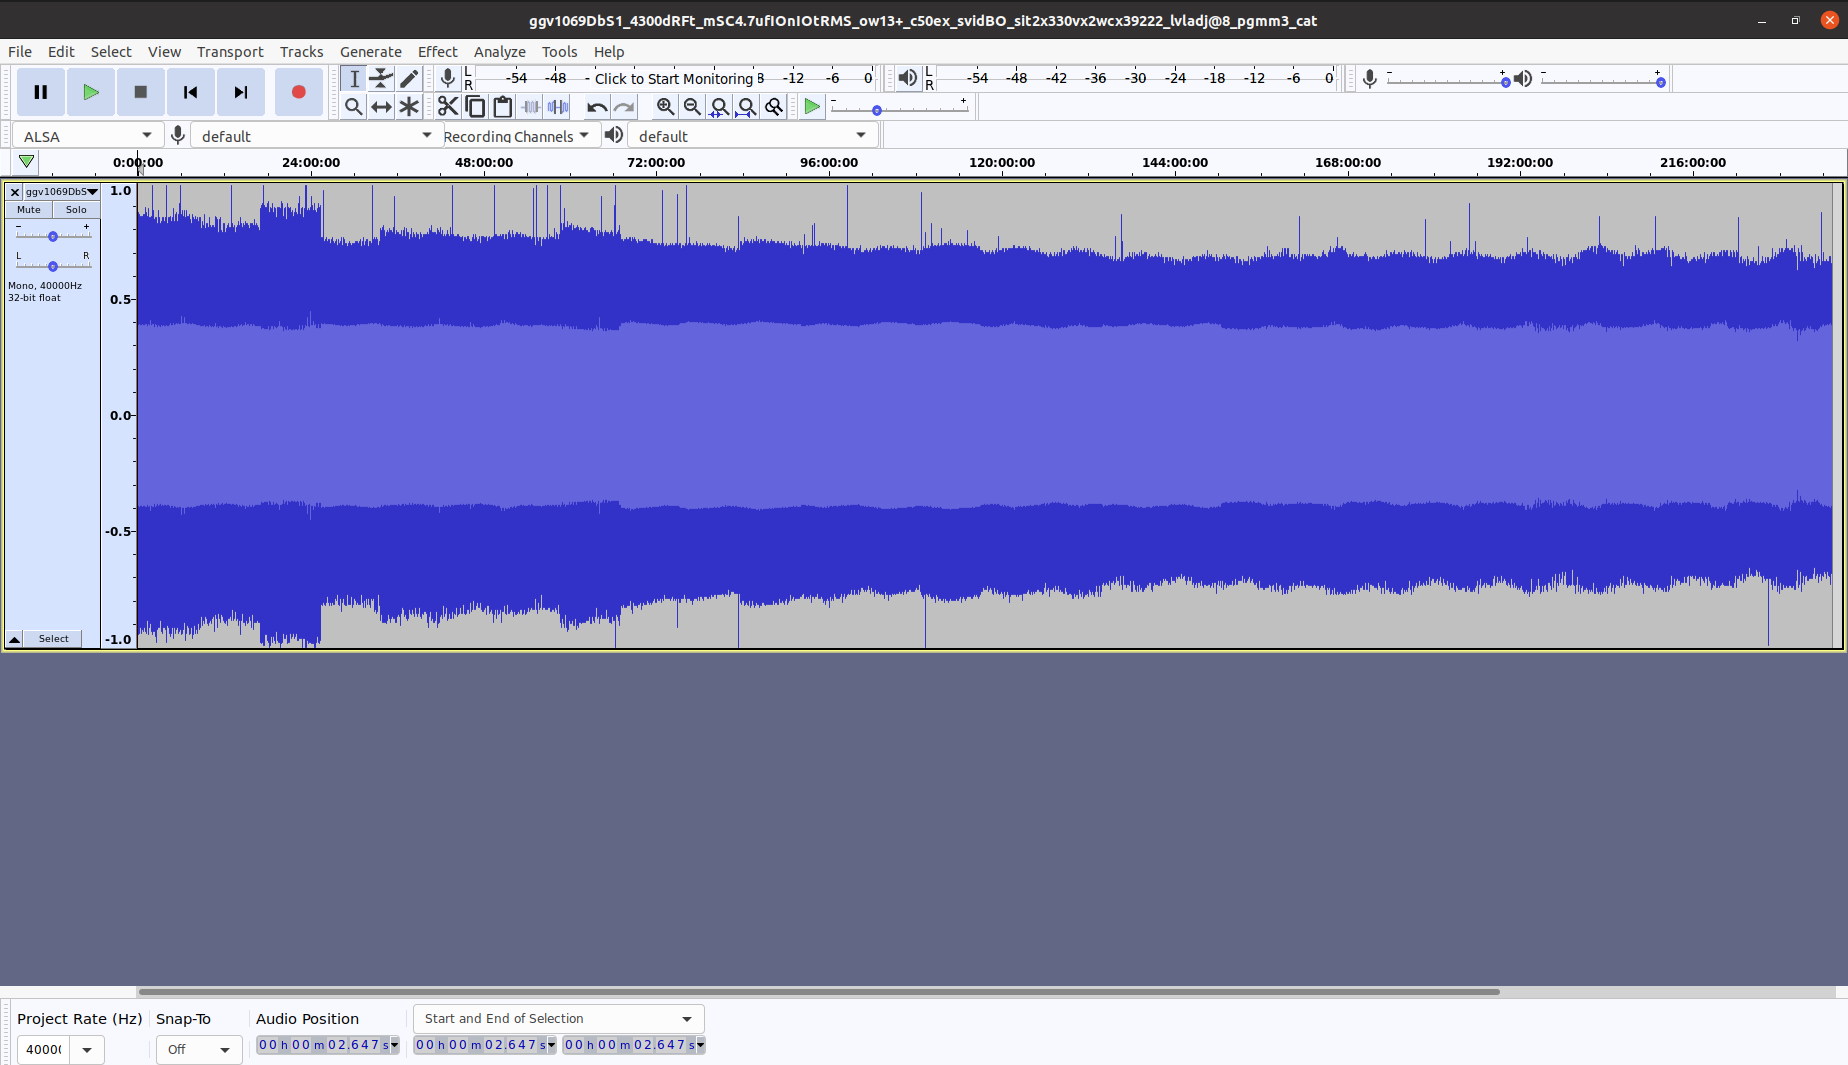 ggv1069DbS1_4300dRFt_mSC4.7ufIOnIOtRMS_ow13+_c50ex_svidBO_sit2x330vx2wcx39222_lvladj@8_pgmm3_cat
File Edit Select View Transport Tracks Generate Effect Analyze Tools Help
L R -54 -48 - Click to Start Monitoring 8 -12 -6 0 L R -54 -48 -42 -36 -30 -24 -18 -12 -6 0 - + - +
- +
ALSA default Recording Channels default
0:00:00 24:00:00 48:00:00 72:00:00 96:00:00 120:00:00 144:00:00 168:00:00 192:00:00 216:00:00
ggv1069DbS 1.0
Mute Solo
- +
L R
Mono, 40000Hz
32-bit float 0.5
0.0
-0.5
Select -1.0
Project Rate (Hz) Snap-To Audio Position Start and End of Selection
4000 Off 00 h 00 m 02.647 s 00 h 00 m 02.647 s 00 h 00 m 02.647 s